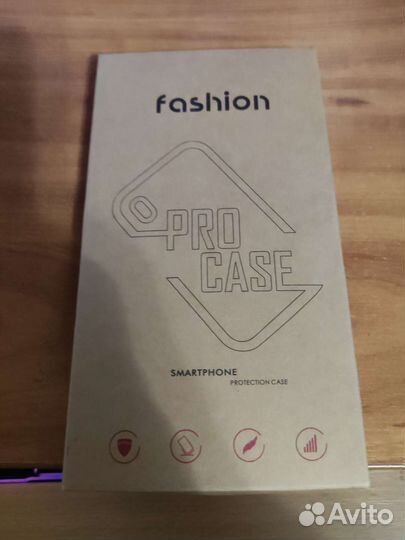 fashion
PRO
CASE
SMARTPHONE
PROTECTION CASE
Avito